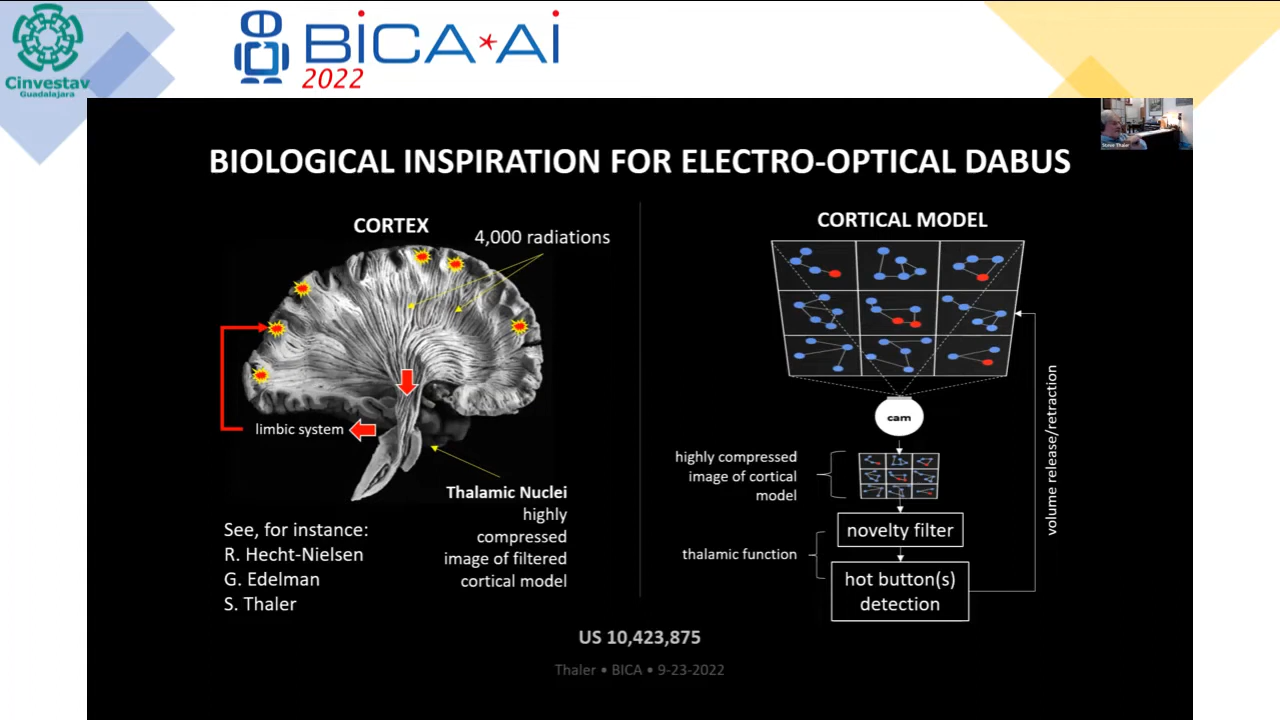 Cinvestav
Guadalajara
BiCA*Ai
2022
Steve Thaler
BIOLOGICAL INSPIRATION FOR ELECTRO-OPTICAL DABUS
CORTEX
4,000 radiations
limbic system
Thalamic Nuclei
highly
compressed
image of filtered
cortical model
See, for instance:
R. Hecht-Nielsen
G. Edelman
S. Thaler
CORTICAL MODEL
cam
highly compressed
image of cortical
model
novelty filter
thalamic function
hot button(s)
detection
volume release/retraction
US 10,423,875
Thaler • BICA • 9-23-2022